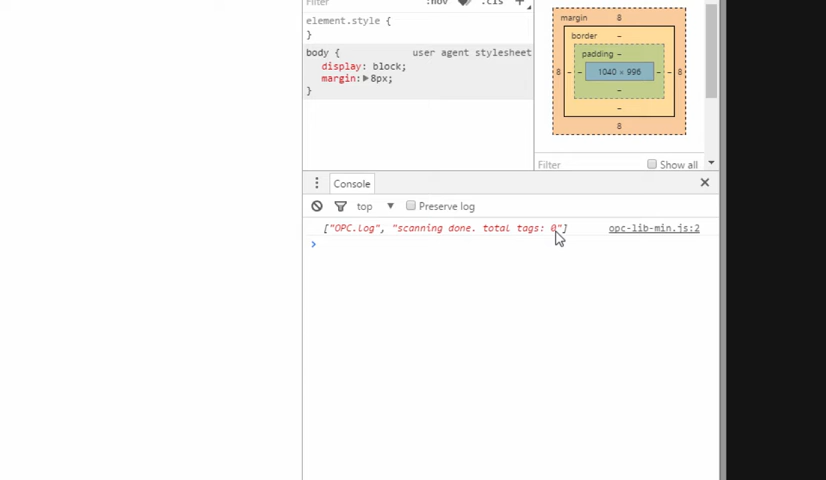 Filter :hov .cls +
element.style {
}
body { user agent stylesheet
display: block;
margin: 8px;
}
margin 8
border –
padding –
8 – – 1040 × 996 – – 8
–
–
8
Filter Show all
Console
top Preserve log
["OPC.log", "scanning done. total tags: 0"] opc-lib-min.js:2